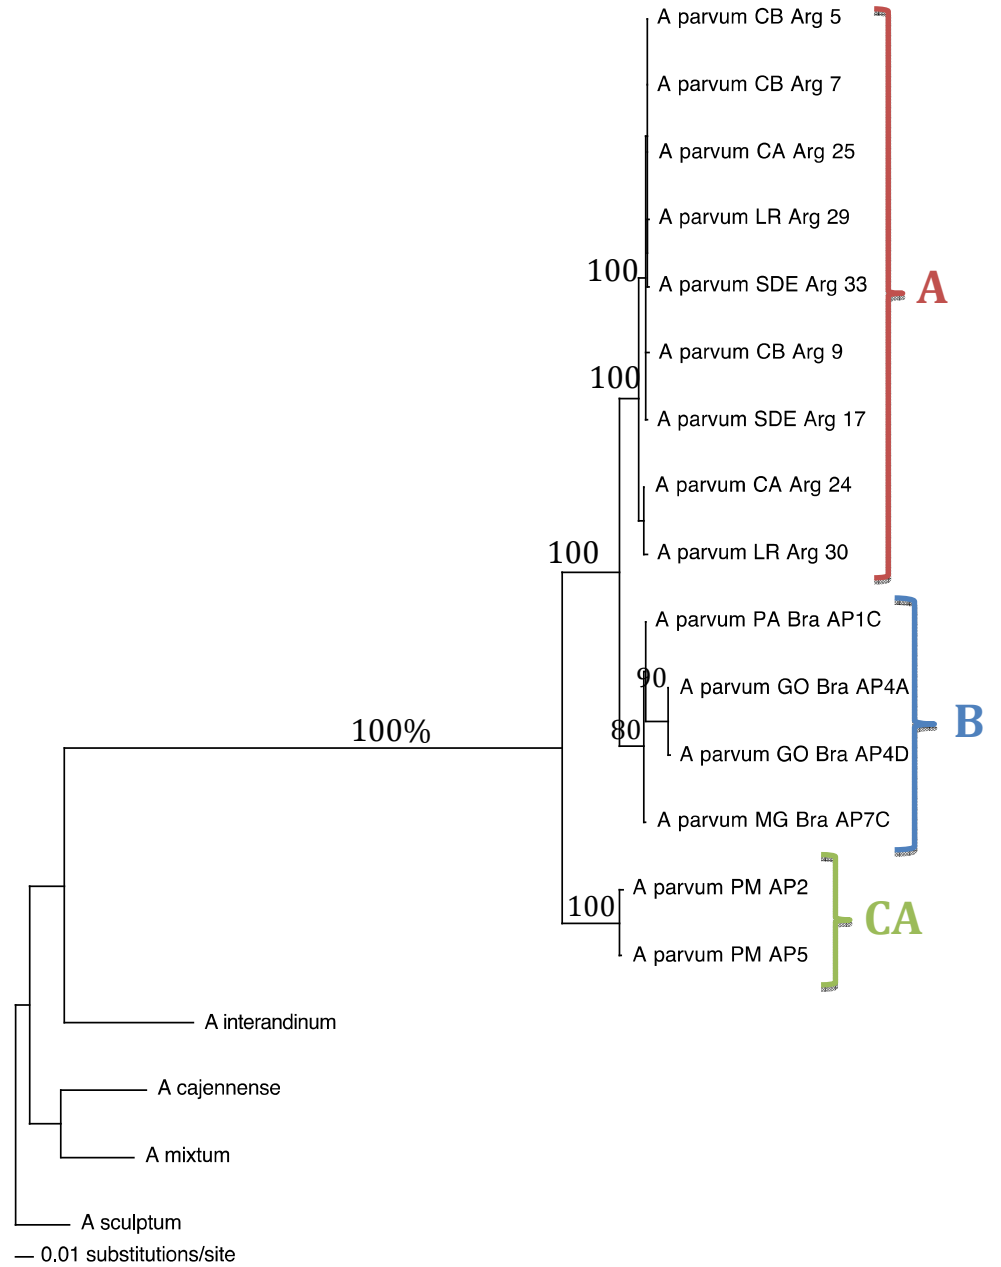 A parvum CB Arg 5
A parvum CB Arg 7
A parvum CA Arg 25
A parvum LR Arg 29
100
A parvum SDE Arg 33
A
A parvum CB Arg 9
100
A parvum SDE Arg 17
A parvum CA Arg 24
100
A parvum LR Arg 30
A parvum PA Bra AP1C
90
A parvum GO Bra AP4A
B
100%
80
A parvum GO Bra AP4D
A parvum MG Bra AP7C
A parvum PM AP2
100
CA
A parvum PM AP5
A interandinum
A cajennense
A mixtum
A sculptum
0.01 substitutions/site